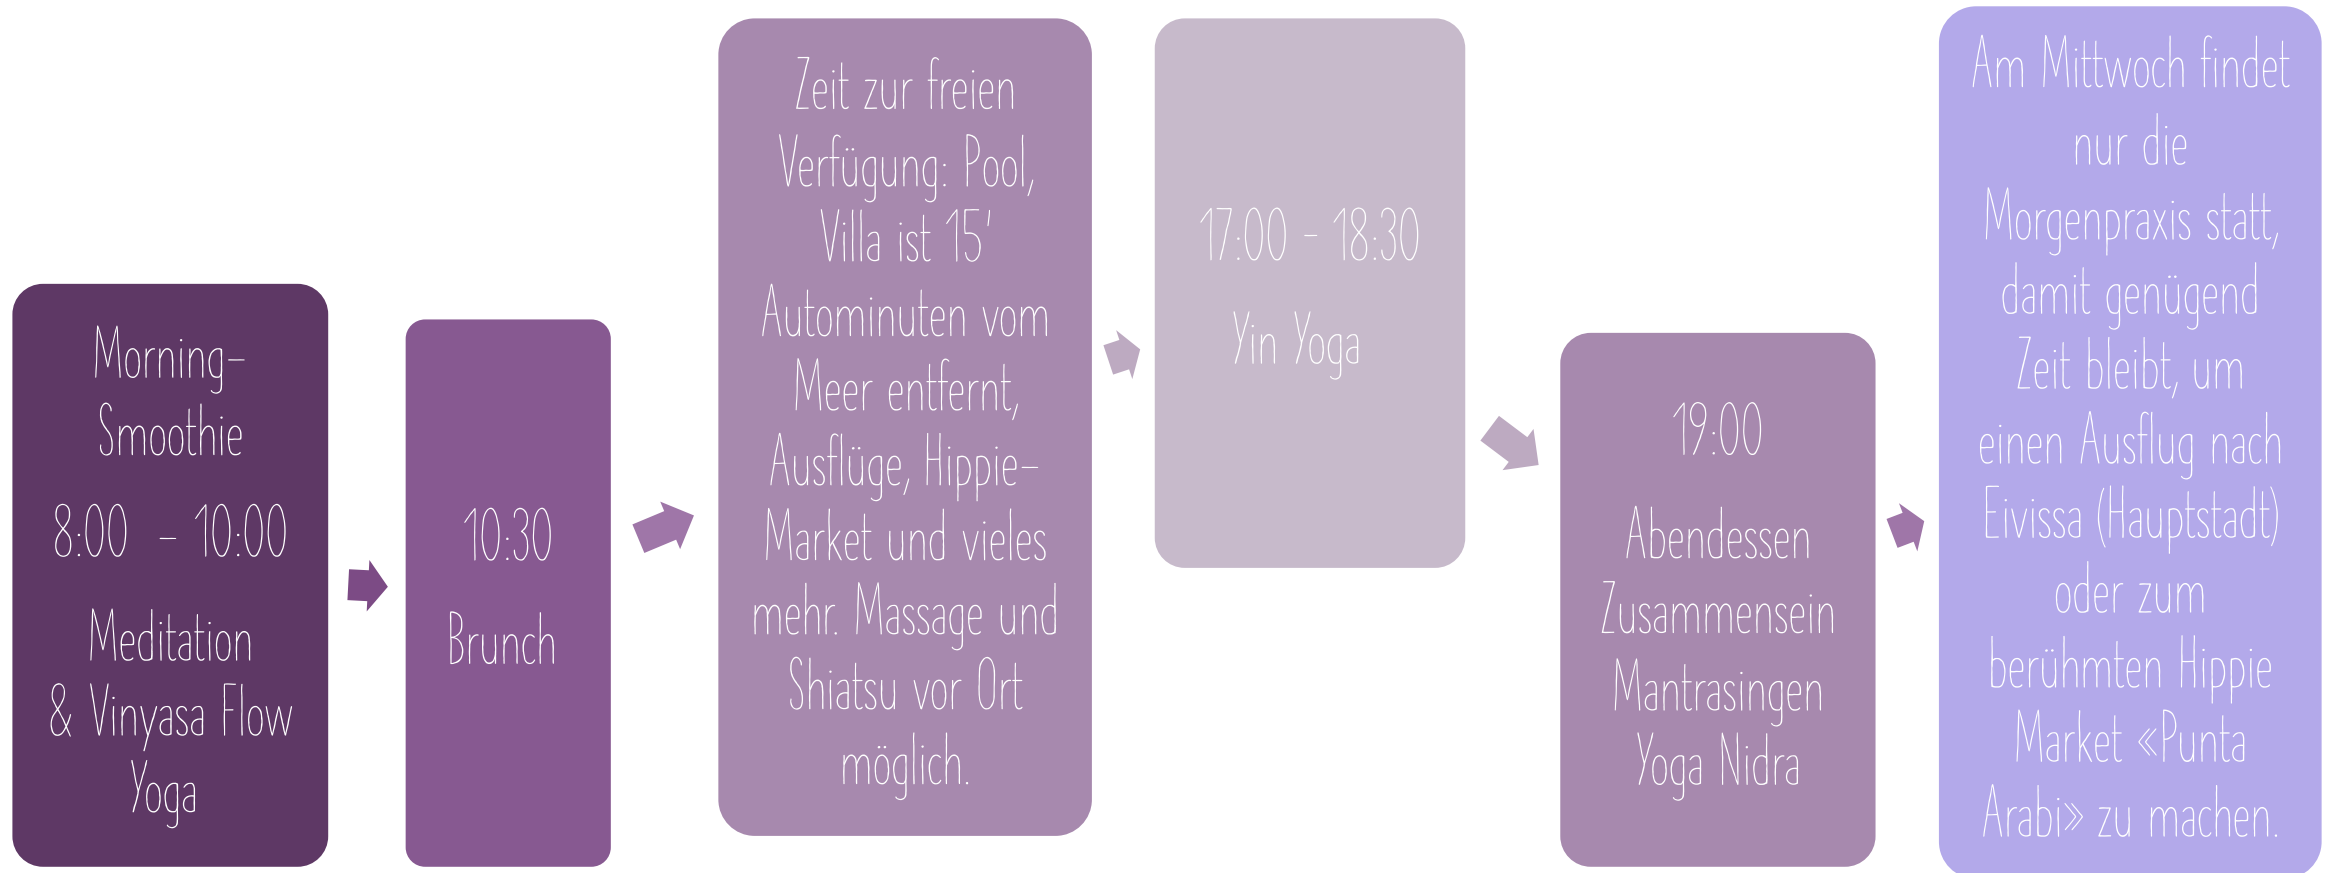 Morning-
Smoothie
8:00 - 10:00
Meditation
& Vinyasa Flow
Yoga
10:30
Brunch
Zeit zur freien
Verfügung: Pool,
Villa ist 15'
Autominuten vom
Meer entfernt,
Ausflüge, Hippie-
Market und vieles
mehr. Massage und
Shiatsu vor Ort
möglich.
17:00 - 18:30
Yin Yoga
19:00
Abendessen
Zusammensein
Mantrasingen
Yoga Nidra
Am Mittwoch findet
nur die
Morgenpraxis statt,
damit genügend
Zeit bleibt, um
einen Ausflug nach
Eivissa (Hauptstadt)
oder zum
berühmten Hippie
Market «Punta
Arabi» zu machen.